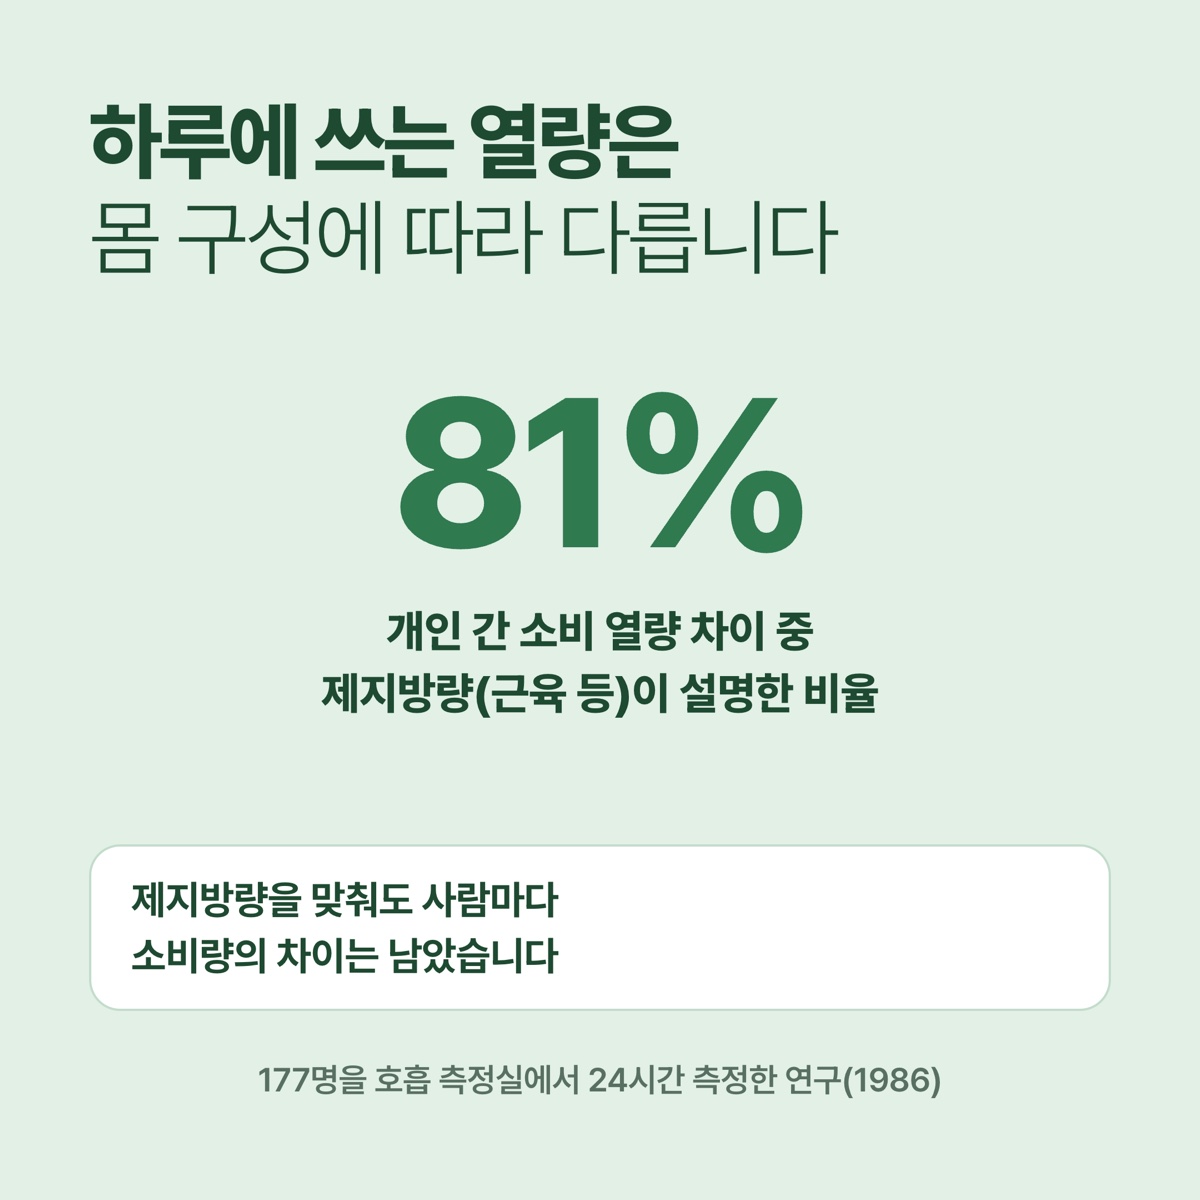 하루에 쓰는 열량은
몸 구성에 따라 다릅니다
81%
개인 간 소비 열량 차이 중
제지방량(근육 등)이 설명한 비율
제지방량을 맞춰도 사람마다
소비량의 차이는 남았습니다
177명을 호흡 측정실에서 24시간 측정한 연구(1986)